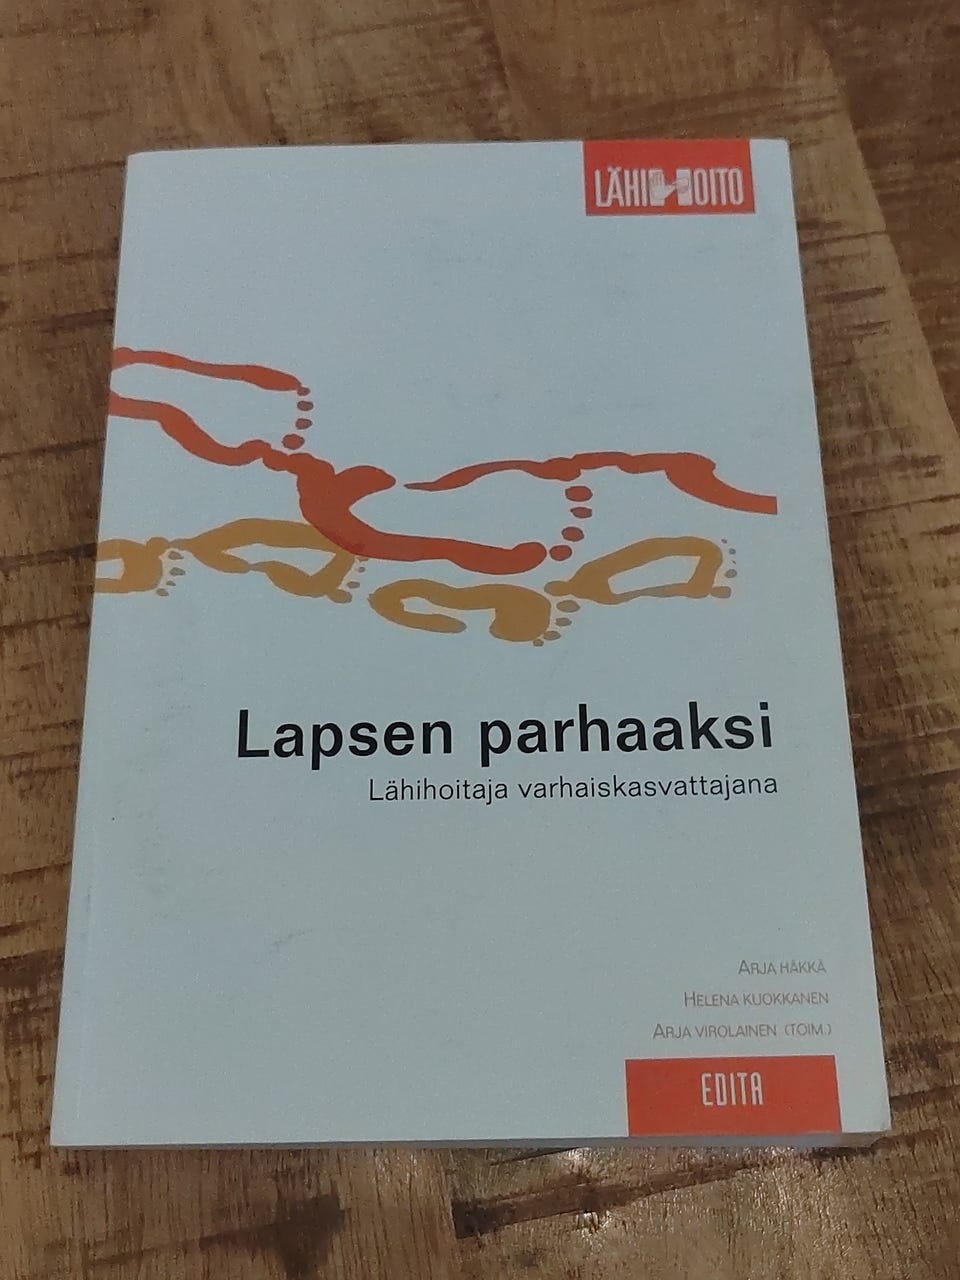 LÄHIHOITO
Lapsen parhaaksi
Lähihoitaja varhaiskasvattajana
ARJA HÄKKÄ
HELENA KUOKKANEN
ARJA VIROLAINEN (TOIM.)
EDITA